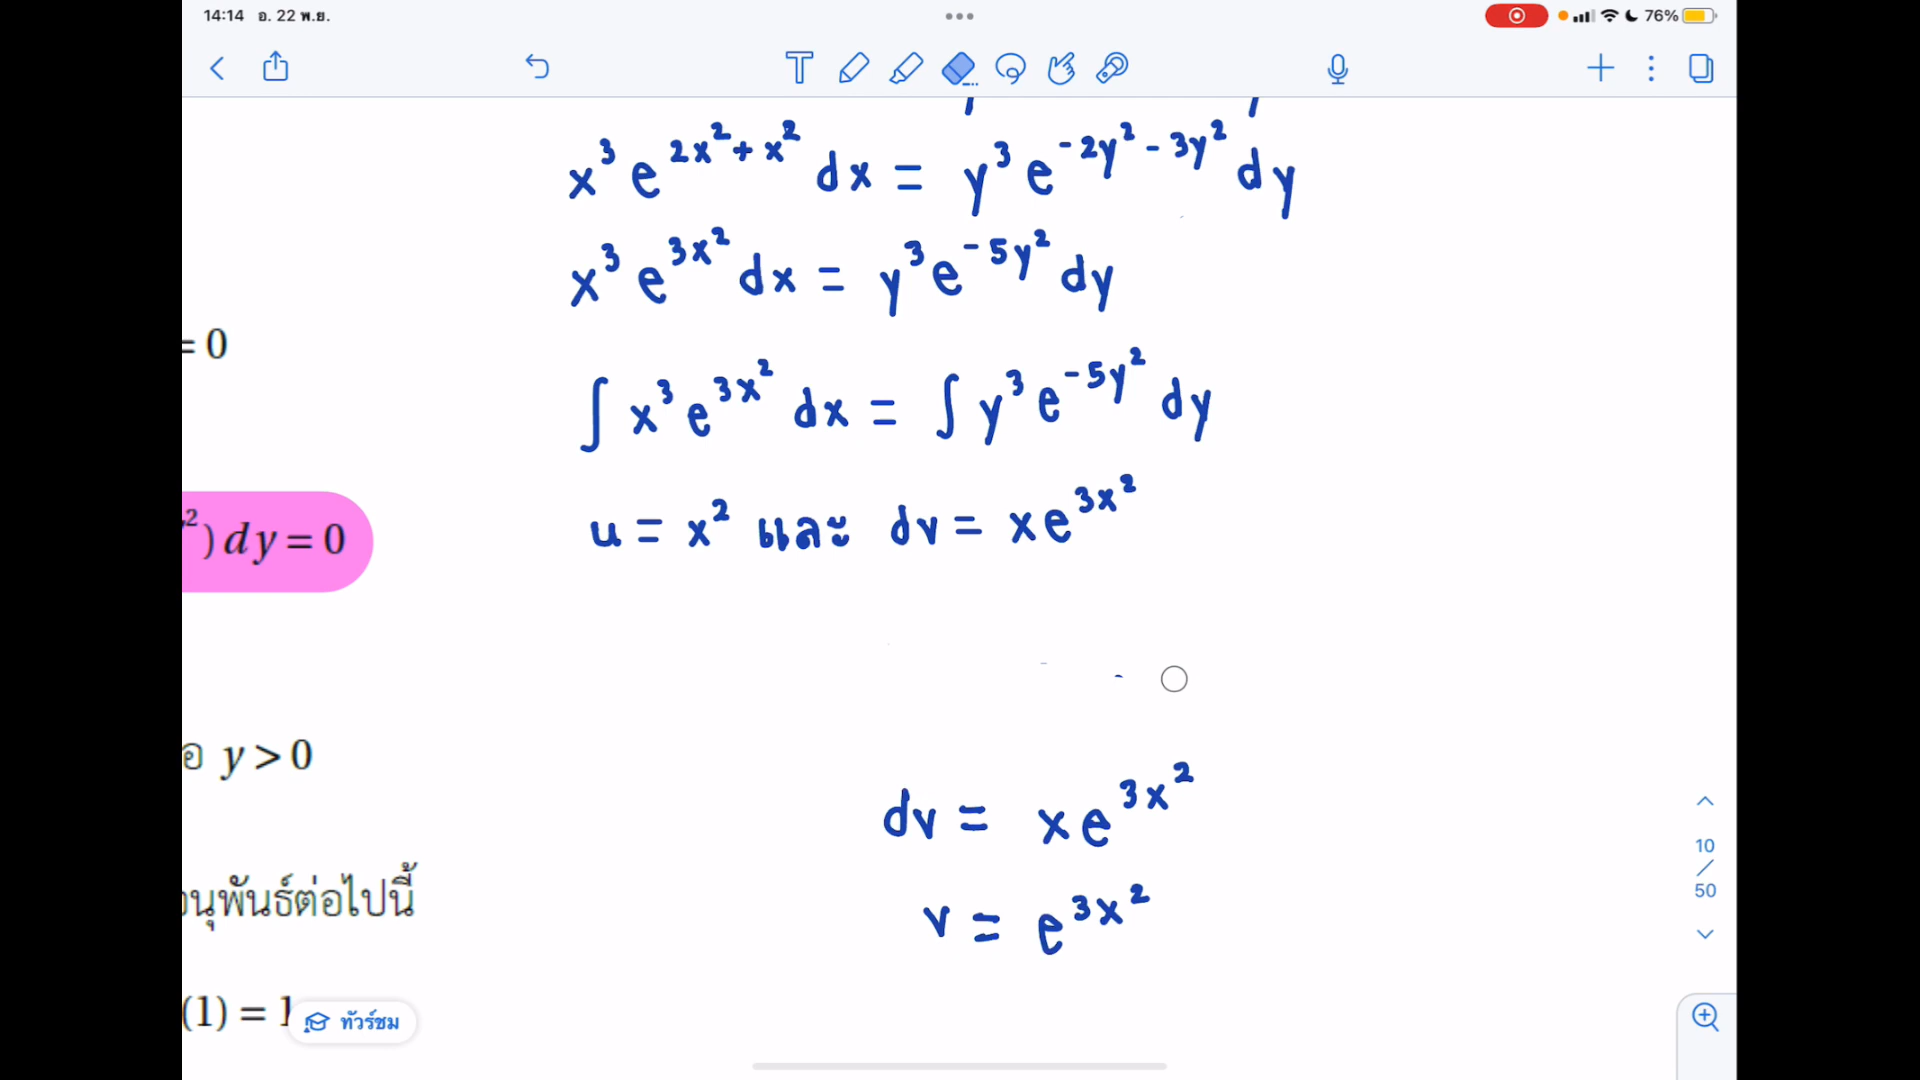 14:14 อ. 22 พ.ย.
76%
x³ e^{2x²+x²} dx = y³ e^{-2y²-3y²} dy
x³ e^{3x²} dx = y³ e^{-5y²} dy
= 0
∫ x³ e^{3x²} dx = ∫ y³ e^{-5y²} dy
²) dy = 0
u = x² และ dv = x e^{3x²}
y > 0
dv = x e^{3x²}
10
/
50
นุพันธ์ต่อไปนี้
v = e^{3x²}
(1) = 1
ทัวร์ชม